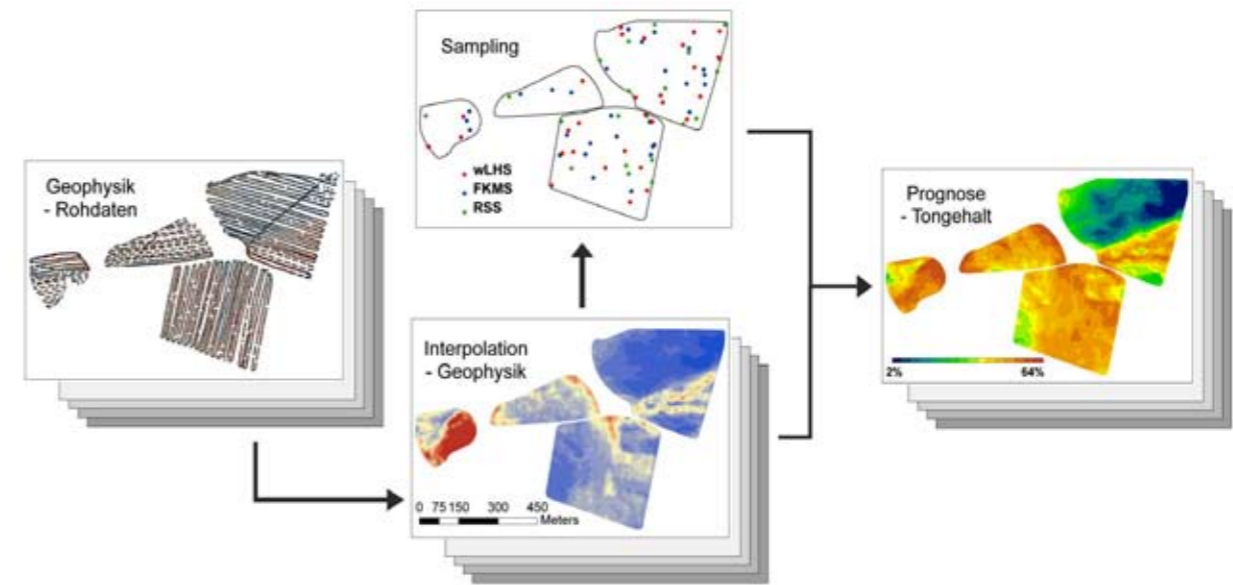 Geophysik
- Rohdaten
Sampling
wLHS
FKMS
RSS
Interpolation
- Geophysik
0 75 150 300 450
Meters
Prognose
- Tongehalt
2% 64%